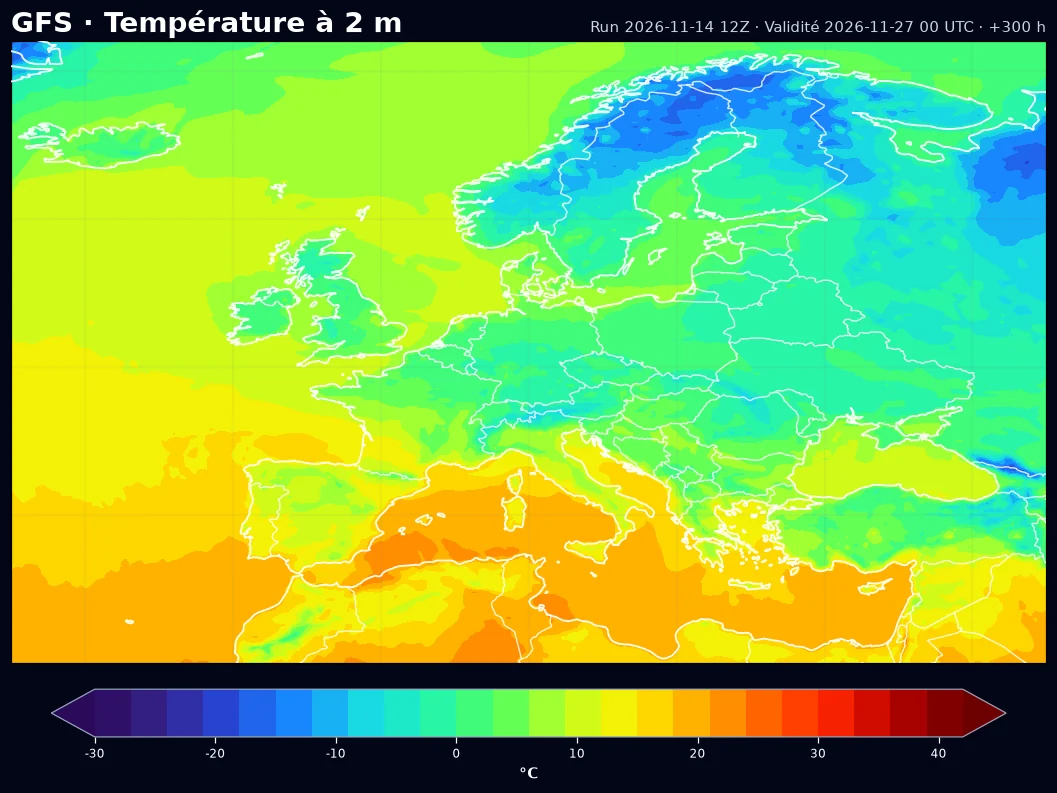 GFS · Température à 2 m
Run 2026-11-14 12Z · Validité 2026-11-27 00 UTC · +300 h
-30 -20 -10 0 10 20 30 40
°C